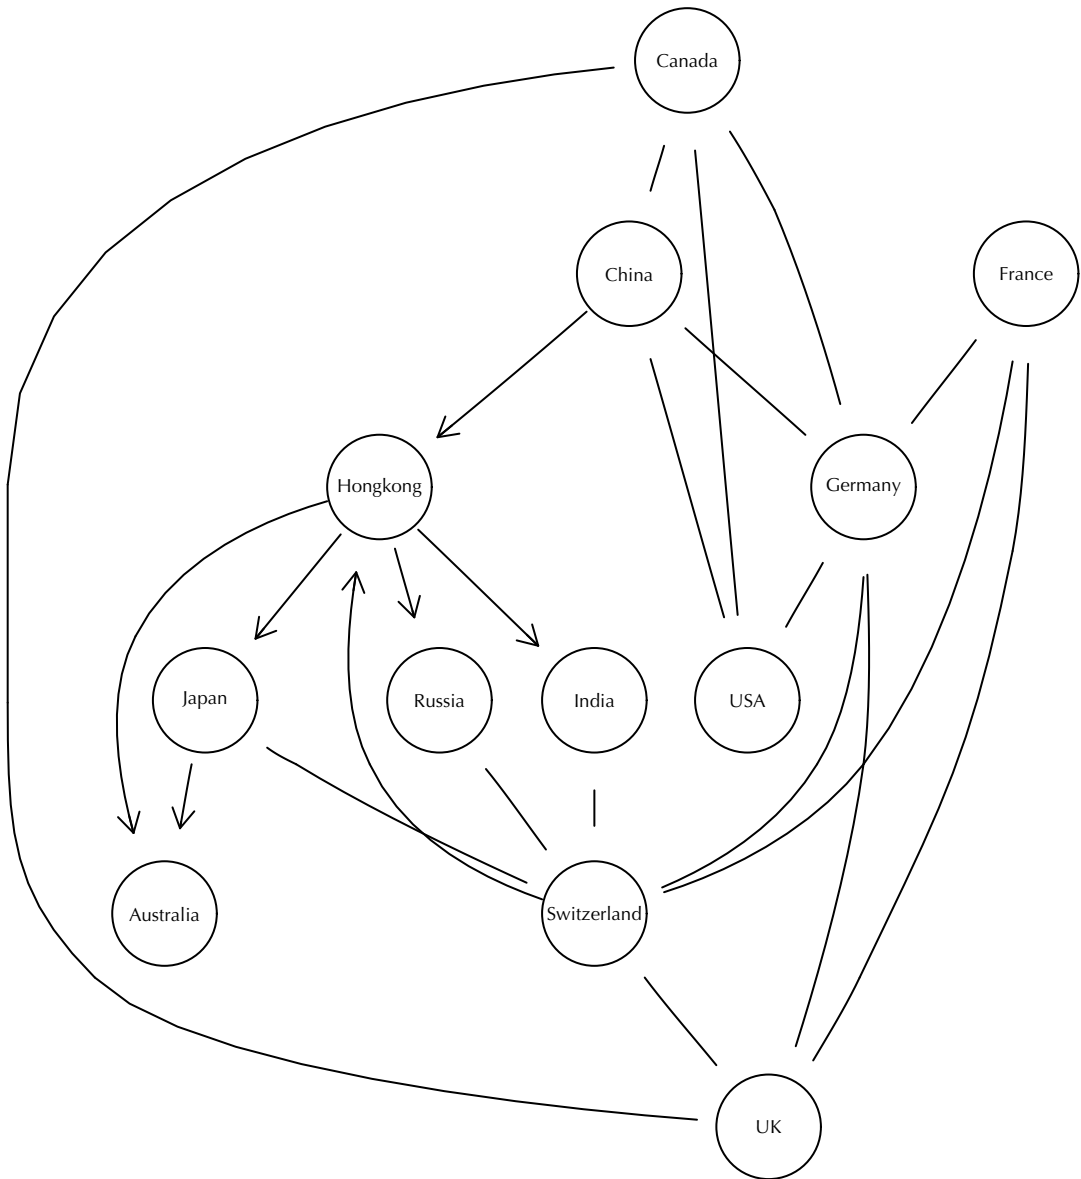 Canada
China
France
Hongkong
Germany
Japan
Russia
India
USA
Australia
Switzerland
UK